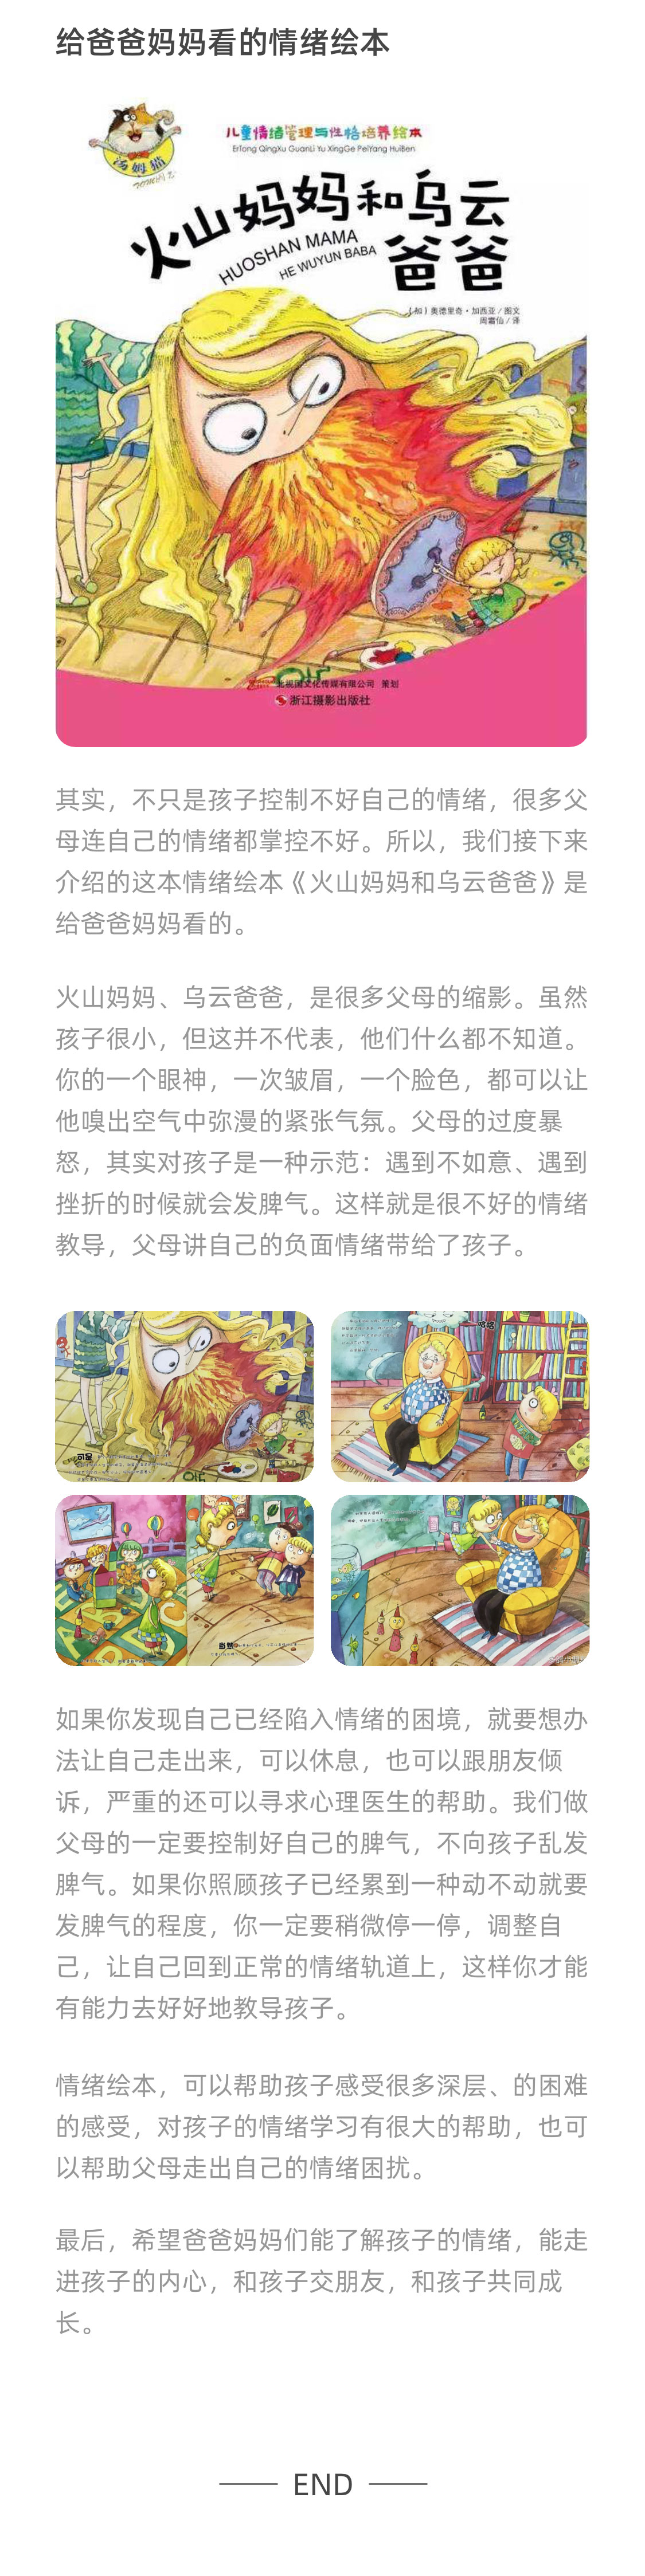 给爸爸妈妈看的情绪绘本
汤姆猫
儿童情绪管理与性格培养绘本
ErTong QingXu GuanLi Yu XingGe PeiYang HuiBen
火山妈妈和乌云
爸爸
HUOSHAN MAMA
HE WUYUN BABA
(加)奥德里奇·加西亚/图文
周霜仙/译
北视国文化传媒有限公司 策划
浙江摄影出版社
其实，不只是孩子控制不好自己的情绪，很多父
母连自己的情绪都掌控不好。所以，我们接下来
介绍的这本情绪绘本《火山妈妈和乌云爸爸》是
给爸爸妈妈看的。
火山妈妈、乌云爸爸，是很多父母的缩影。虽然
孩子很小，但这并不代表，他们什么都不知道。
你的一个眼神，一次皱眉，一个脸色，都可以让
他嗅出空气中弥漫的紧张气氛。父母的过度暴
怒，其实对孩子是一种示范：遇到不如意、遇到
挫折的时候就会发脾气。这样就是很不好的情绪
教导，父母讲自己的负面情绪带给了孩子。
可是
当然
如果你发现自己已经陷入情绪的困境，就要想办
法让自己走出来，可以休息，也可以跟朋友倾
诉，严重的还可以寻求心理医生的帮助。我们做
父母的一定要控制好自己的脾气，不向孩子乱发
脾气。如果你照顾孩子已经累到一种动不动就要
发脾气的程度，你一定要稍微停一停，调整自
己，让自己回到正常的情绪轨道上，这样你才能
有能力去好好地教导孩子。
情绪绘本，可以帮助孩子感受很多深层、的困难
的感受，对孩子的情绪学习有很大的帮助，也可
以帮助父母走出自己的情绪困扰。
最后，希望爸爸妈妈们能了解孩子的情绪，能走
进孩子的内心，和孩子交朋友，和孩子共同成
长。
END